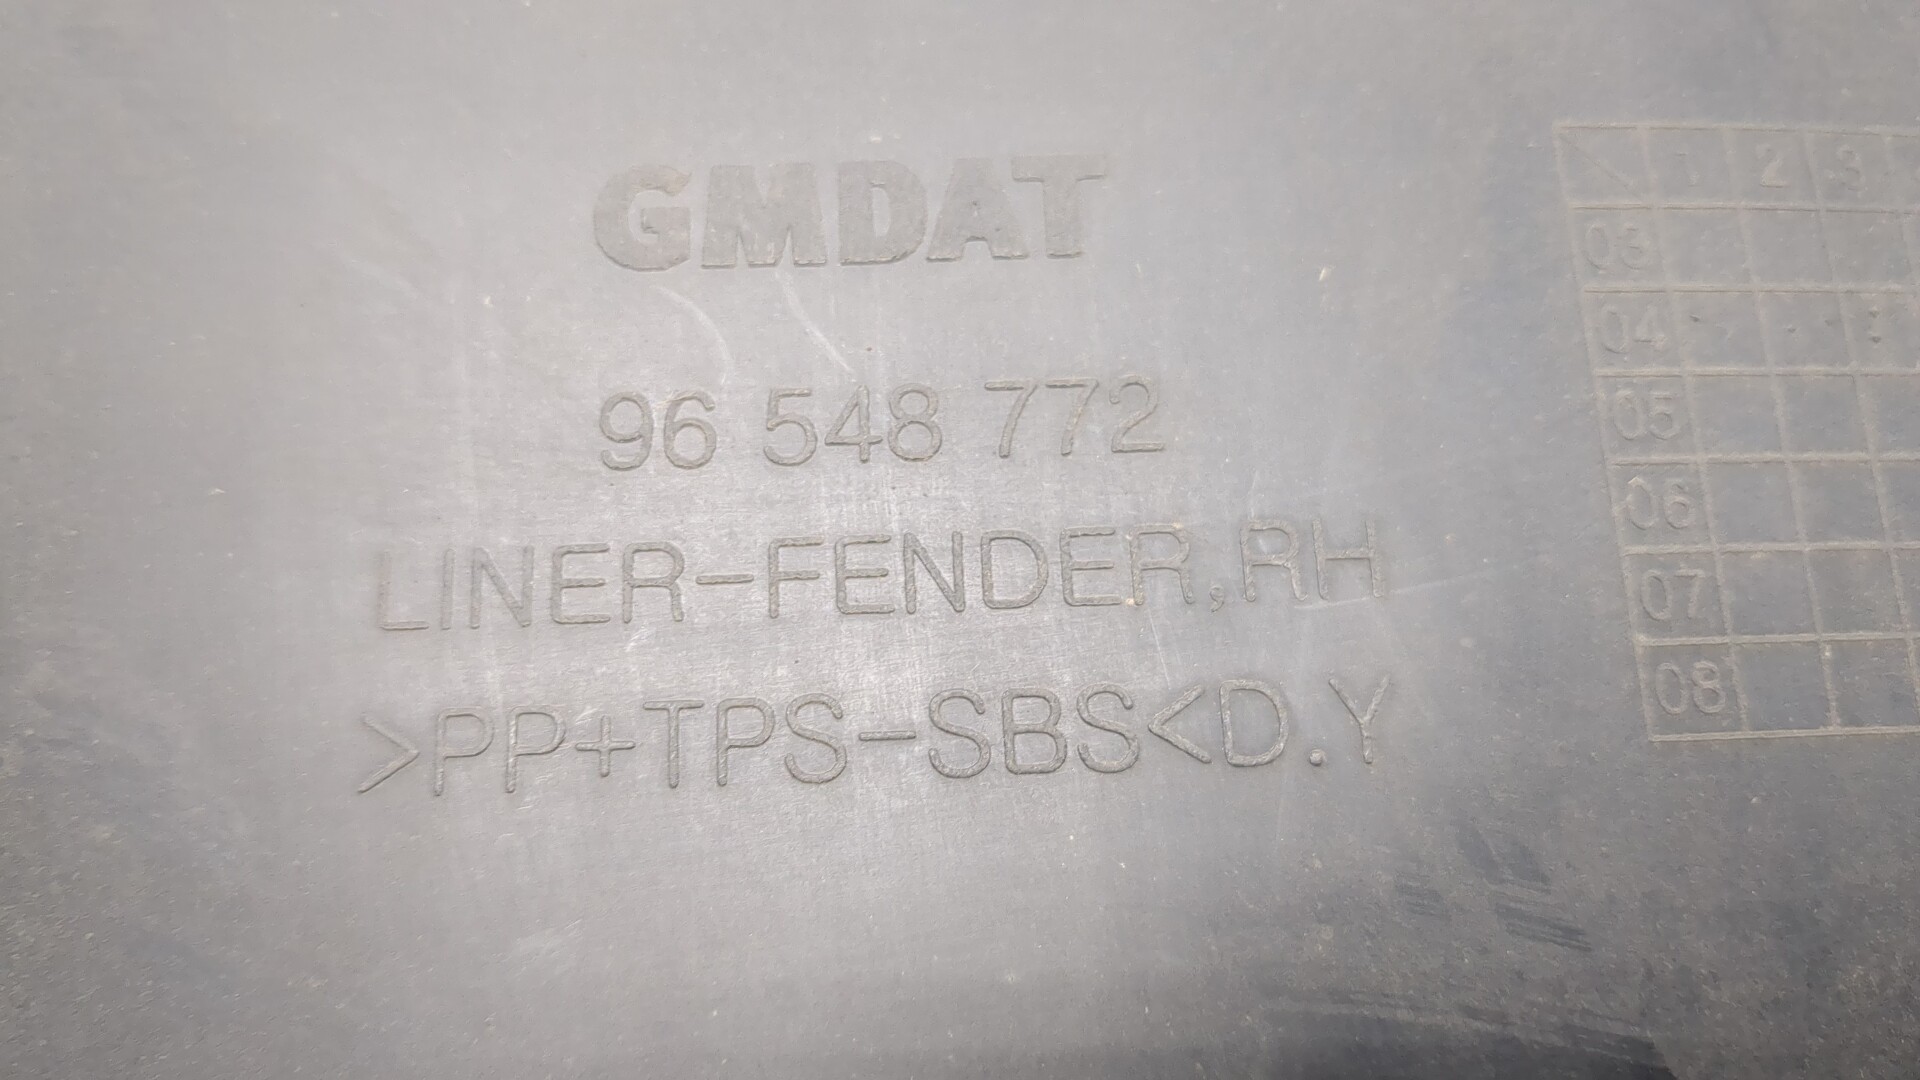 GMDAT
96 548 772
LINER-FENDER,RH
>PP+TPS-SBS<D.Y
1 2 3
03
04
05
06
07
08